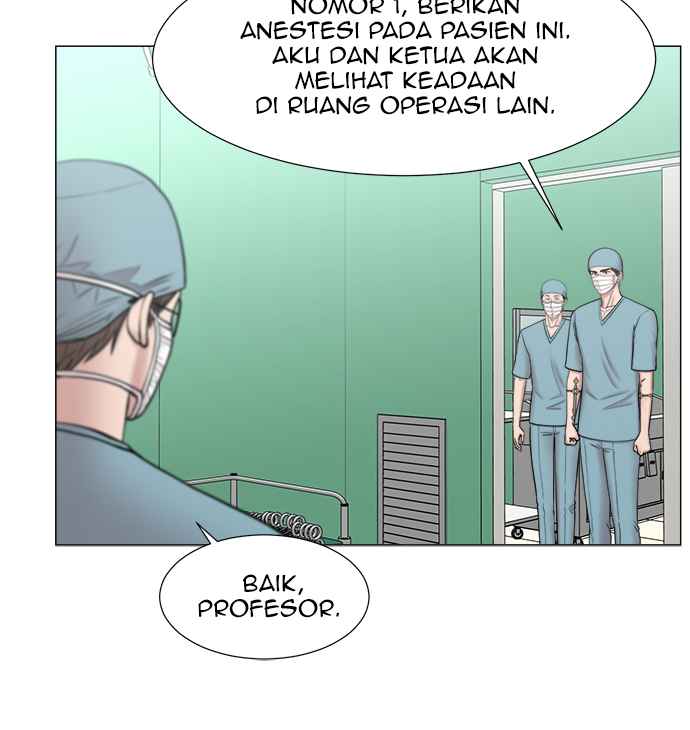 NOMOR 1, BERIKAN
ANESTESI PADA PASIEN INI.
AKU DAN KETUA AKAN
MELIHAT KEADAAN
DI RUANG OPERASI LAIN.
BAIK,
PROFESOR.